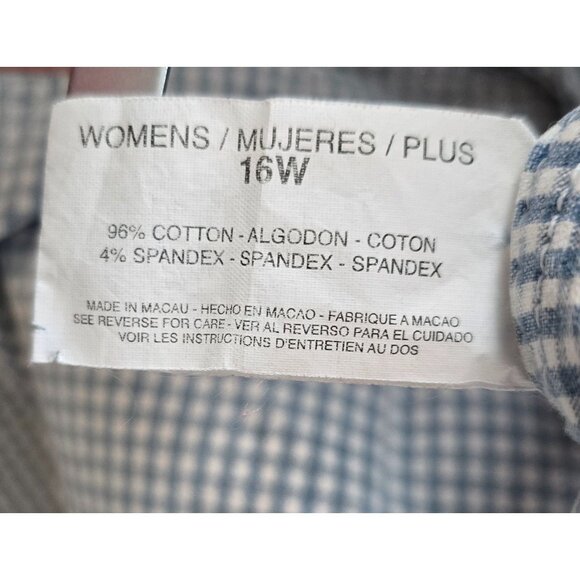 WOMENS / MUJERES / PLUS
16W
96% COTTON - ALGODON - COTON
4% SPANDEX - SPANDEX - SPANDEX
MADE IN MACAU - HECHO EN MACAO - FABRIQUE A MACAO
SEE REVERSE FOR CARE - VER AL REVERSO PARA EL CUIDADO
VOIR LES INSTRUCTIONS D'ENTRETIEN AU DOS